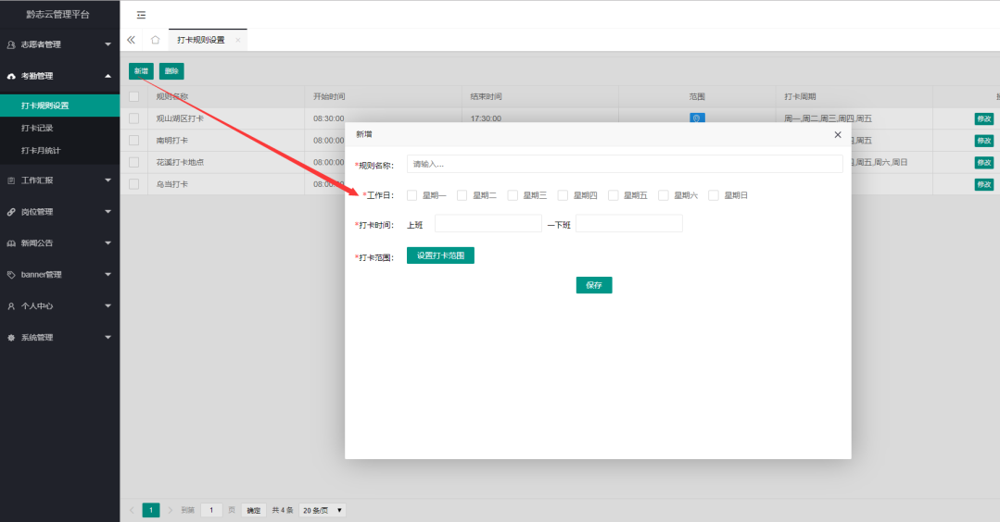 黔志云管理平台
志愿者管理
考勤管理
打卡规则设置
打卡记录
打卡月统计
工作汇报
岗位管理
新闻公告
banner管理
个人中心
系统管理
打卡规则设置
新增 删除
规则名称 开始时间 结束时间 范围 打卡周期
观山湖区打卡 08:30:00 17:30:00 周一,周二,周三,周四,周五 修改
南明打卡 08:00:00 周五 修改
花溪打卡地点 08:00:00 周五,周六,周日 修改
乌当打卡 08:00:00 修改
新增
*规则名称: 请输入...
*工作日: 星期一 星期二 星期三 星期四 星期五 星期六 星期日
*打卡时间: 上班 —下班
*打卡范围: 设置打卡范围
保存
1 到第 1 页 确定 共 4 条 20 条/页